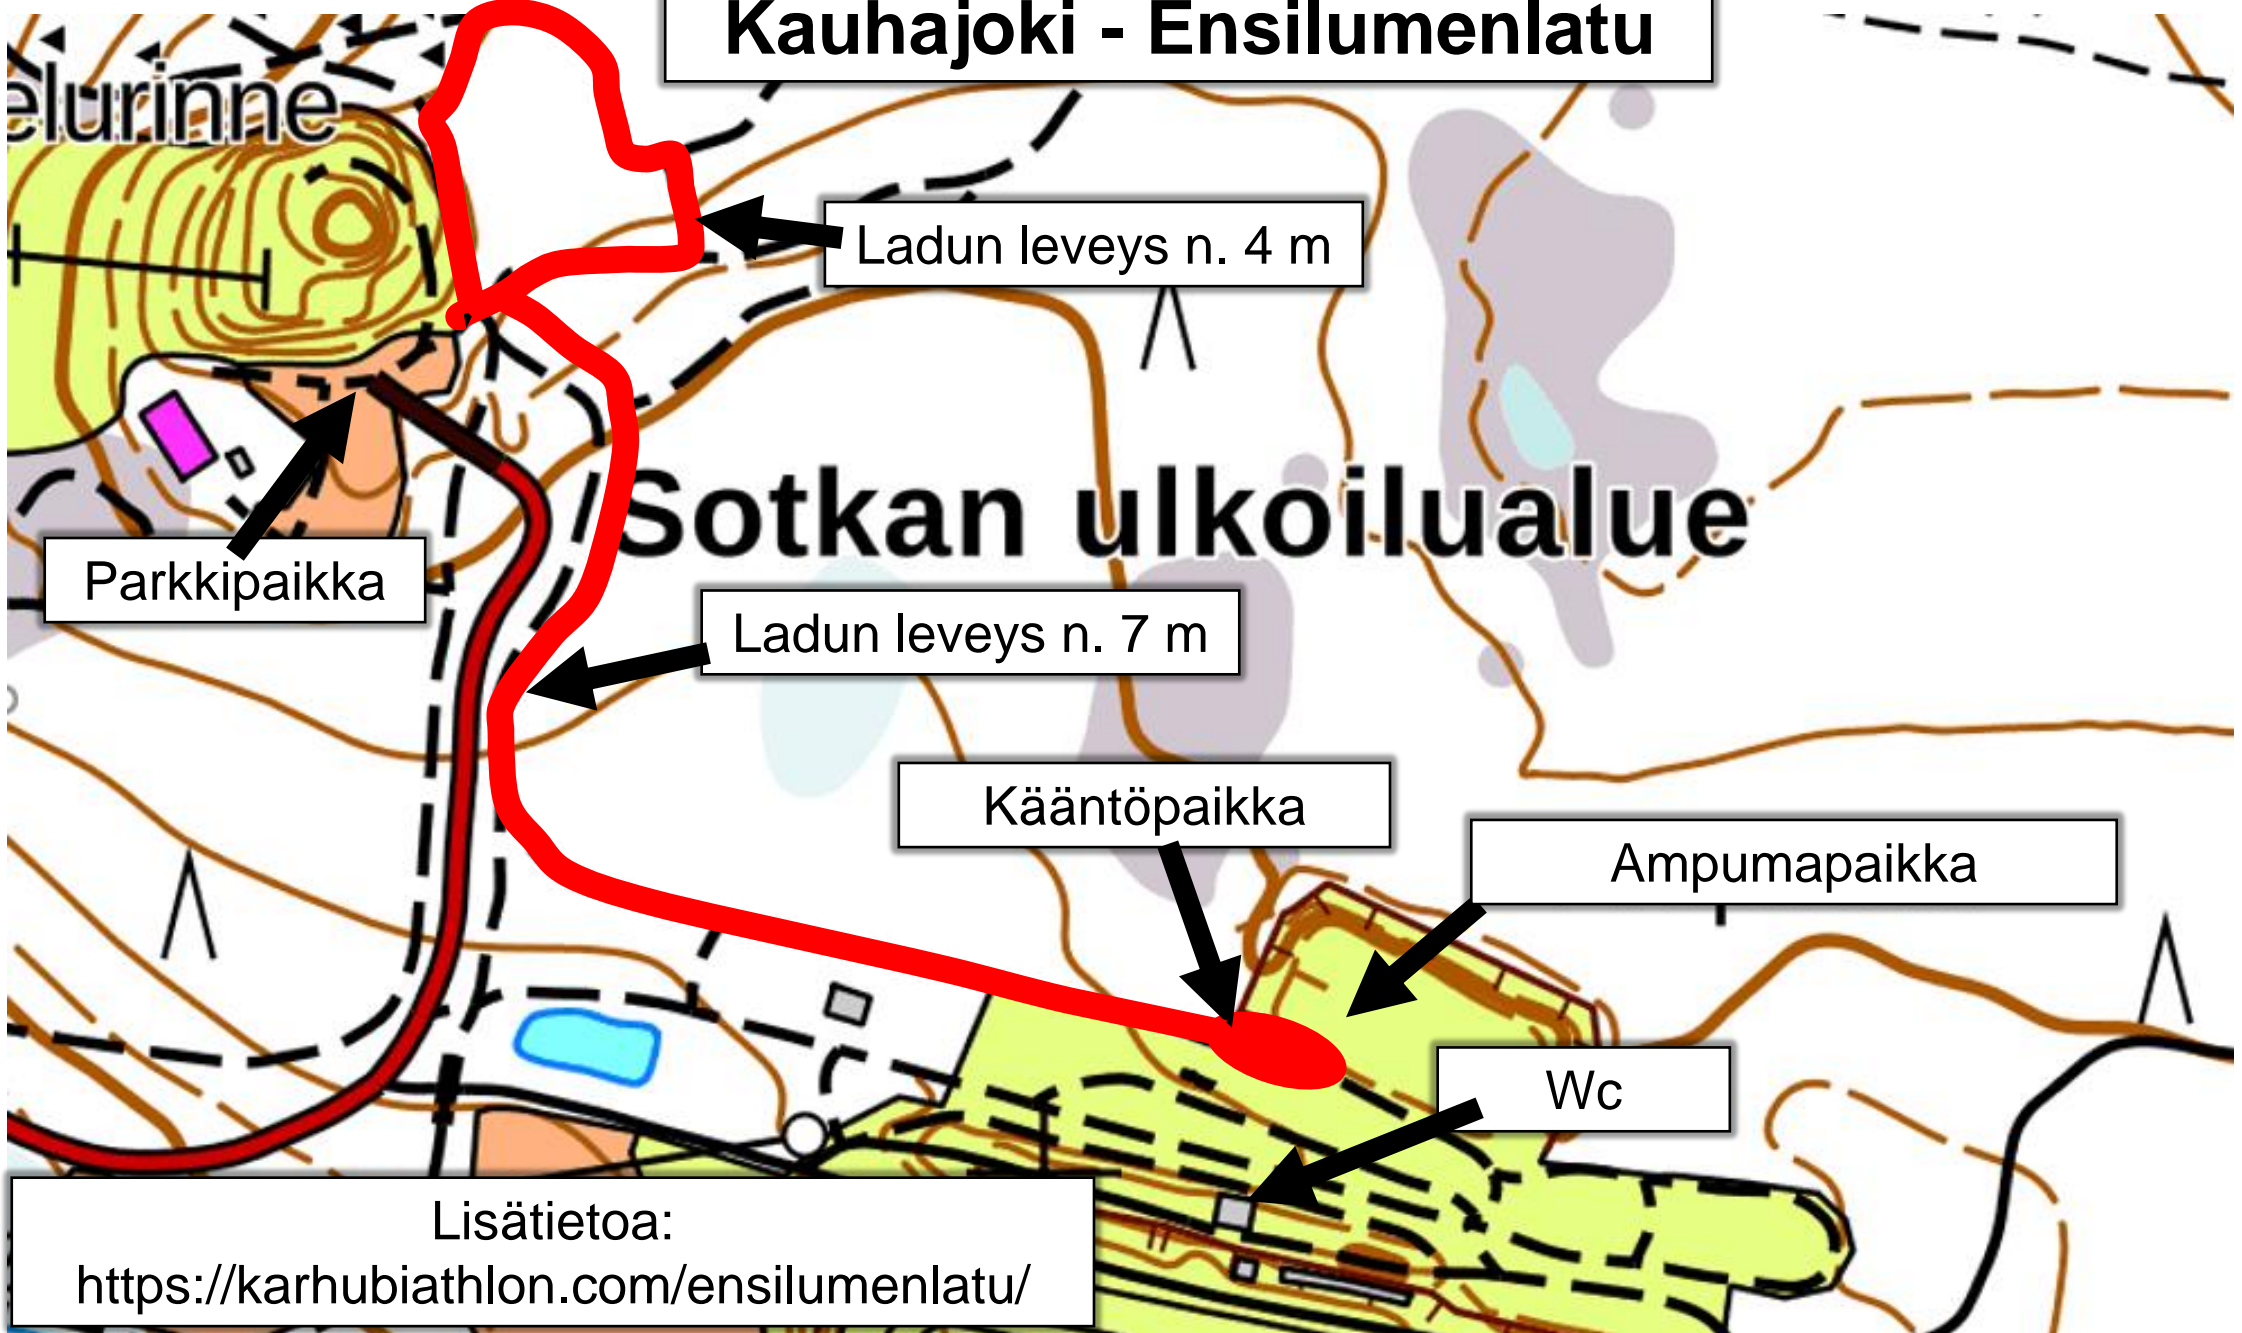 Kauhajoki - Ensilumenlatu
elurinne
Ladun leveys n. 4 m
Sotkan ulkoilualue
Parkkipaikka
Ladun leveys n. 7 m
Kääntöpaikka
Ampumapaikka
Wc
Lisätietoa:
https://karhubiathlon.com/ensilumenlatu/